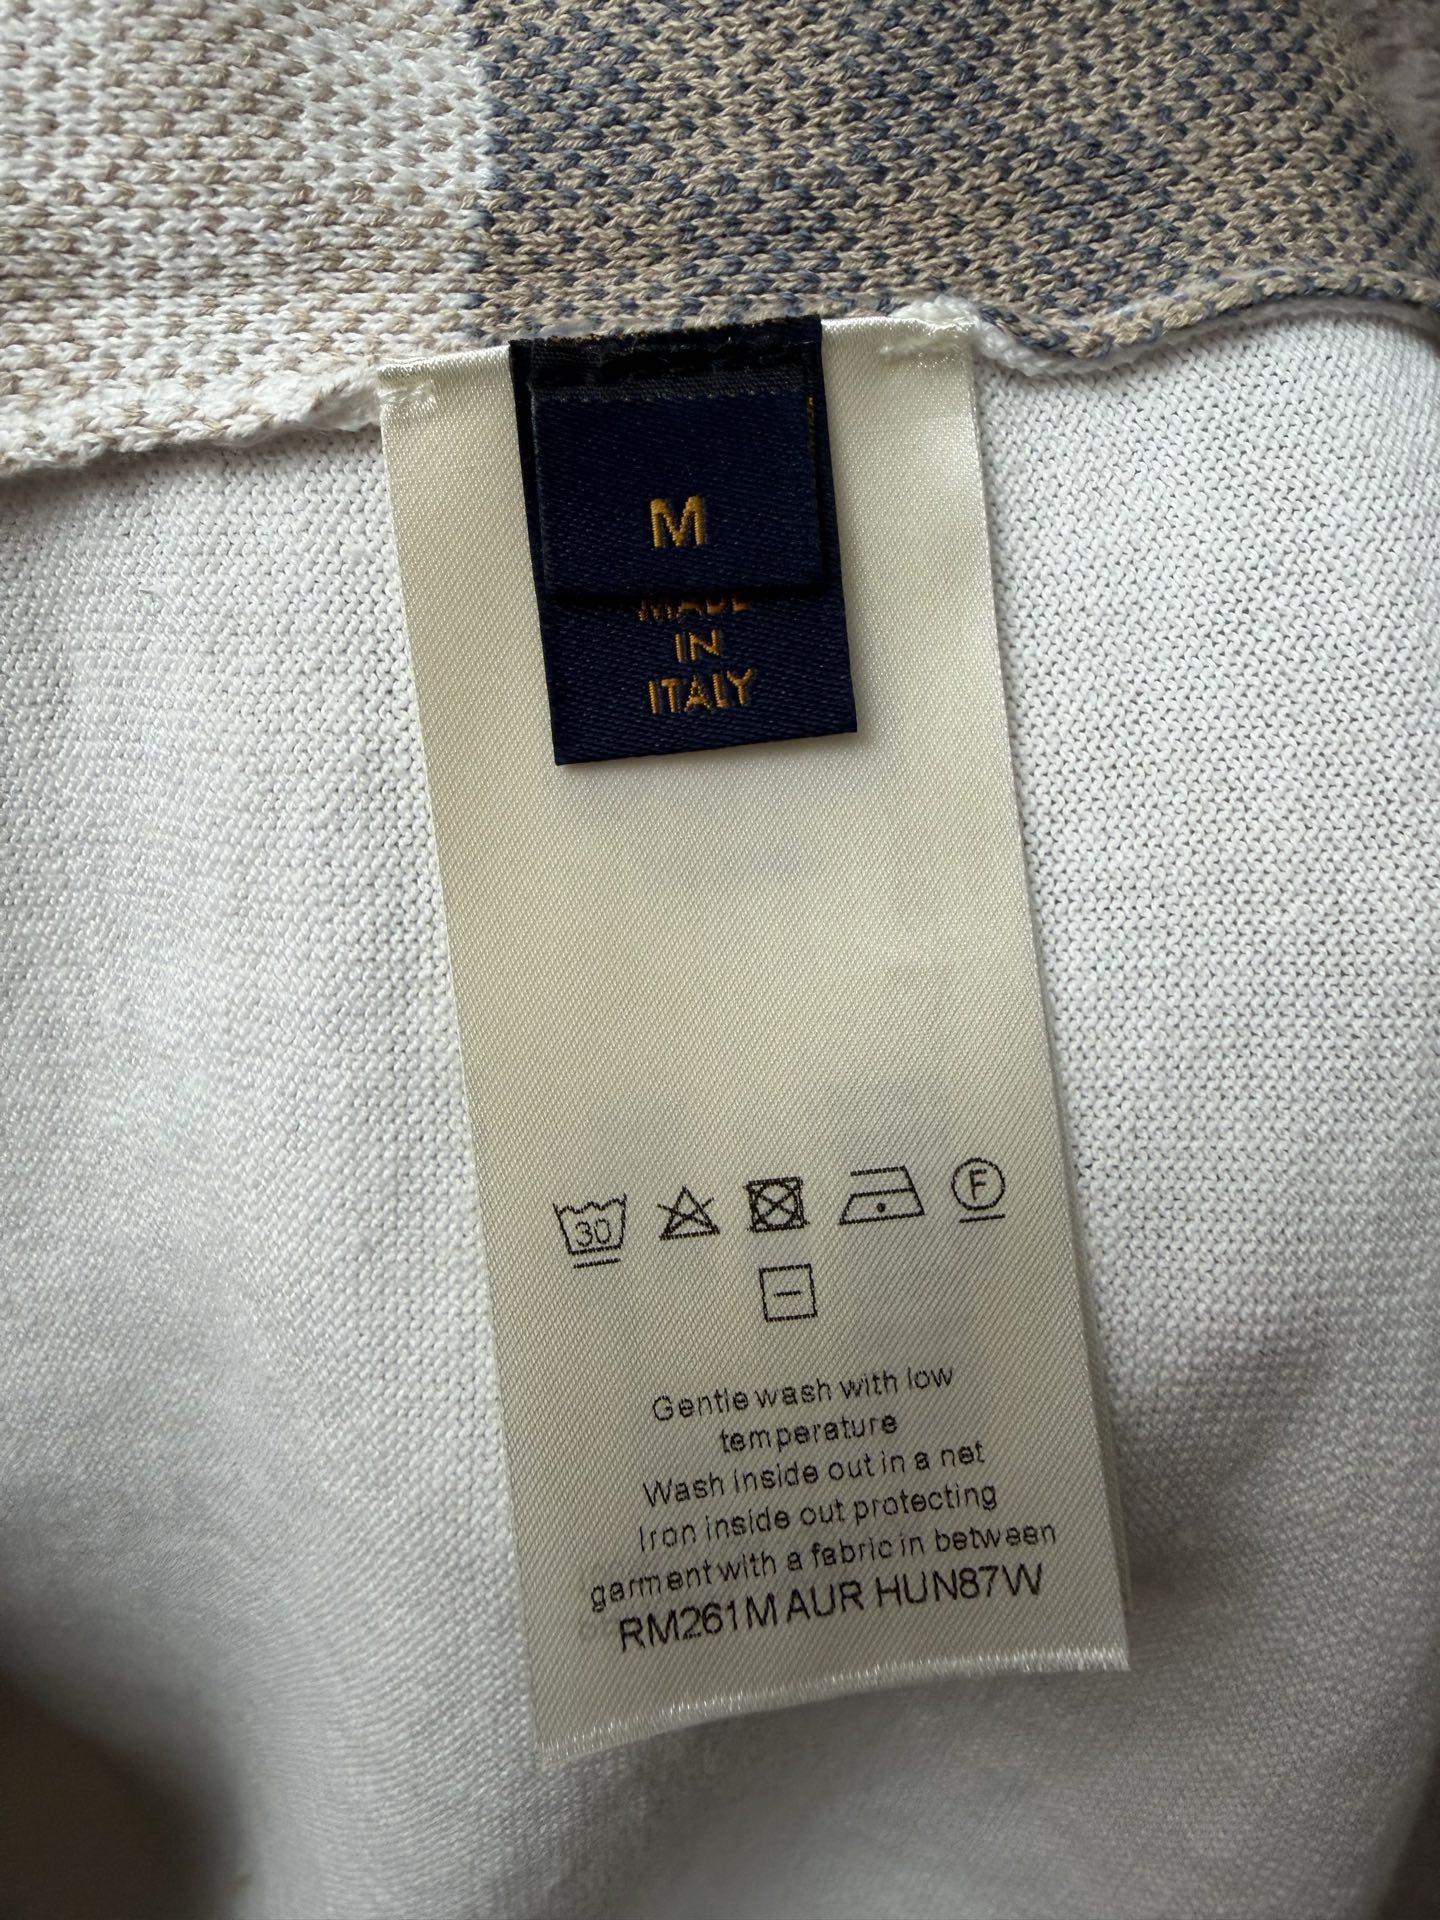 M
MADE
IN
ITALY
30
F
Gentle wash with low
temperature
Wash inside out in a net
Iron inside out protecting
garment with a fabric in between
RM261M AUR HUN87W